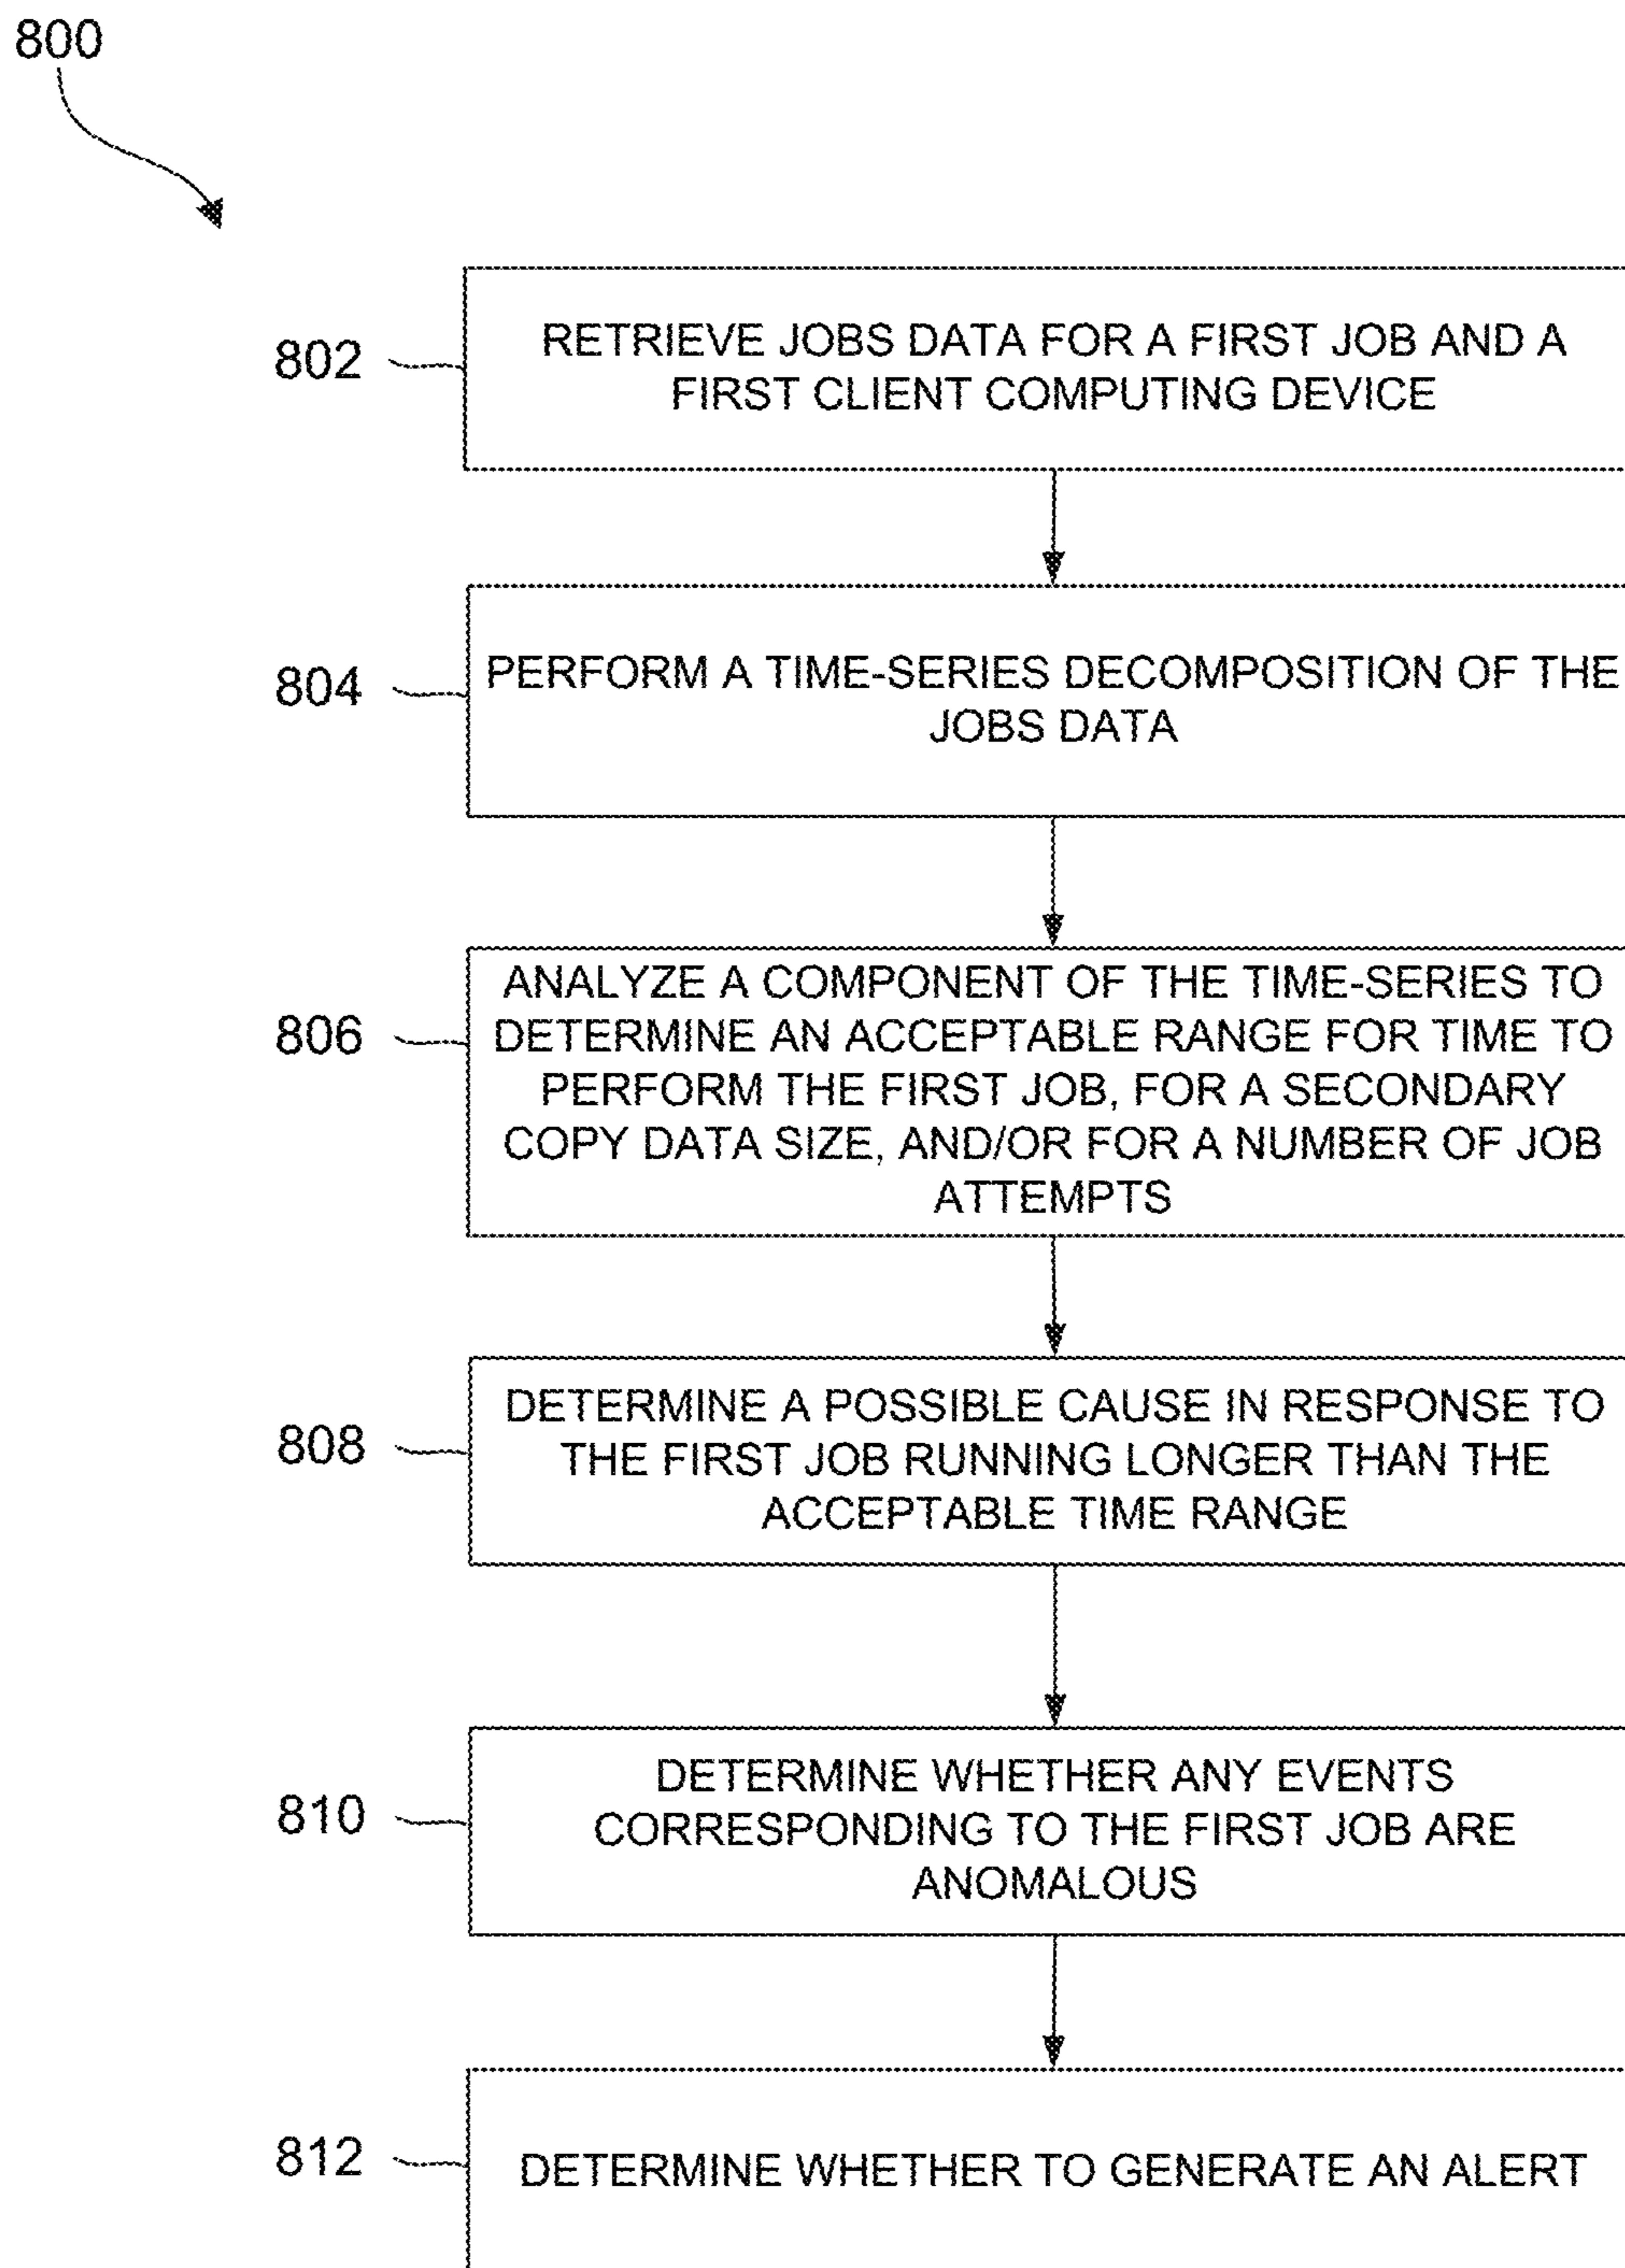 800
802
RETRIEVE JOBS DATA FOR A FIRST JOB AND A
FIRST CLIENT COMPUTING DEVICE
804
PERFORM A TIME-SERIES DECOMPOSITION OF THE
JOBS DATA
806
ANALYZE A COMPONENT OF THE TIME-SERIES TO
DETERMINE AN ACCEPTABLE RANGE FOR TIME TO
PERFORM THE FIRST JOB, FOR A SECONDARY
COPY DATA SIZE, AND/OR FOR A NUMBER OF JOB
ATTEMPTS
808
DETERMINE A POSSIBLE CAUSE IN RESPONSE TO
THE FIRST JOB RUNNING LONGER THAN THE
ACCEPTABLE TIME RANGE
810
DETERMINE WHETHER ANY EVENTS
CORRESPONDING TO THE FIRST JOB ARE
ANOMALOUS
812
DETERMINE WHETHER TO GENERATE AN ALERT